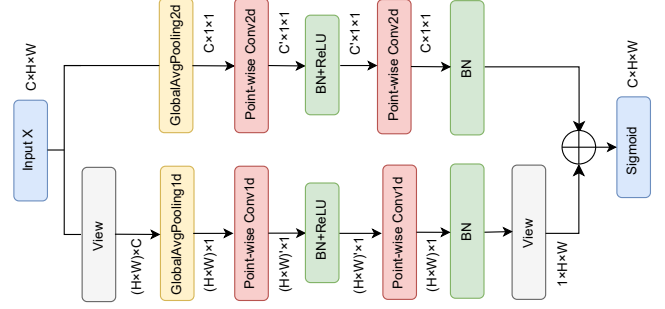 Input X
C×H×W
GlobalAvgPooling2d
C×1×1
Point-wise Conv2d
C'×1×1
BN+ReLU
C'×1×1
Point-wise Conv2d
C×1×1
BN
View
(H×W)×C
GlobalAvgPooling1d
(H×W)×1
Point-wise Conv1d
(H×W)'×1
BN+ReLU
(H×W)'×1
Point-wise Conv1d
(H×W)×1
BN
View
1×H×W
Sigmoid
C×H×W